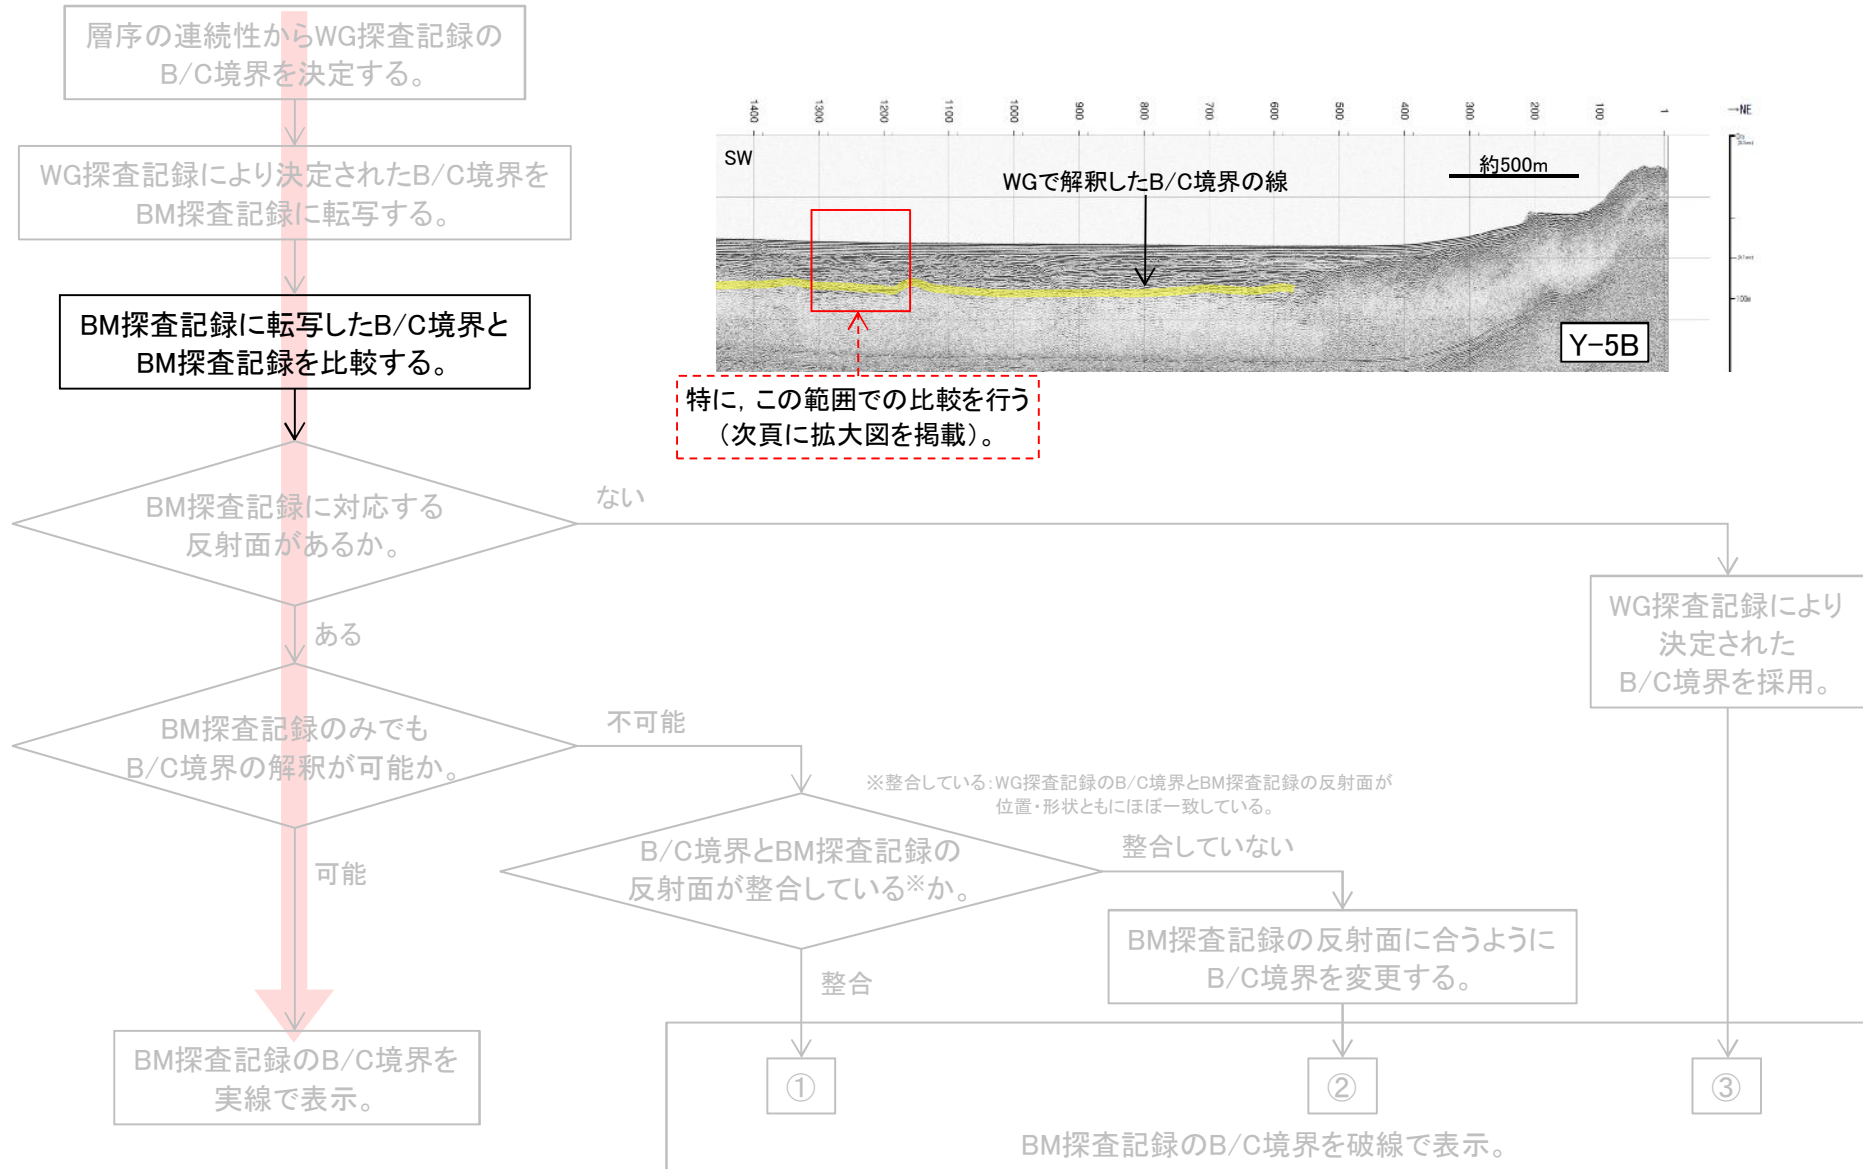 層序の連続性からWG探査記録の
B/C境界を決定する。
WG探査記録により決定されたB/C境界を
BM探査記録に転写する。
BM探査記録に転写したB/C境界と
BM探査記録を比較する。
1400 1300 1200 1100 1000 900 800 700 600 500 400 300 200 100 1 →NE
SW
約500m
WGで解釈したB/C境界の線
Y-5B
特に, この範囲での比較を行う
(次頁に拡大図を掲載)。
BM探査記録に対応する
反射面があるか。
ない
ある
WG探査記録により
決定された
B/C境界を採用。
BM探査記録のみでも
B/C境界の解釈が可能か。
不可能
可能
※整合している:WG探査記録のB/C境界とBM探査記録の反射面が
位置・形状ともにほぼ一致している。
B/C境界とBM探査記録の
反射面が整合している※か。
整合していない
整合
BM探査記録の反射面に合うように
B/C境界を変更する。
BM探査記録のB/C境界を
実線で表示。
① ② ③
BM探査記録のB/C境界を破線で表示。